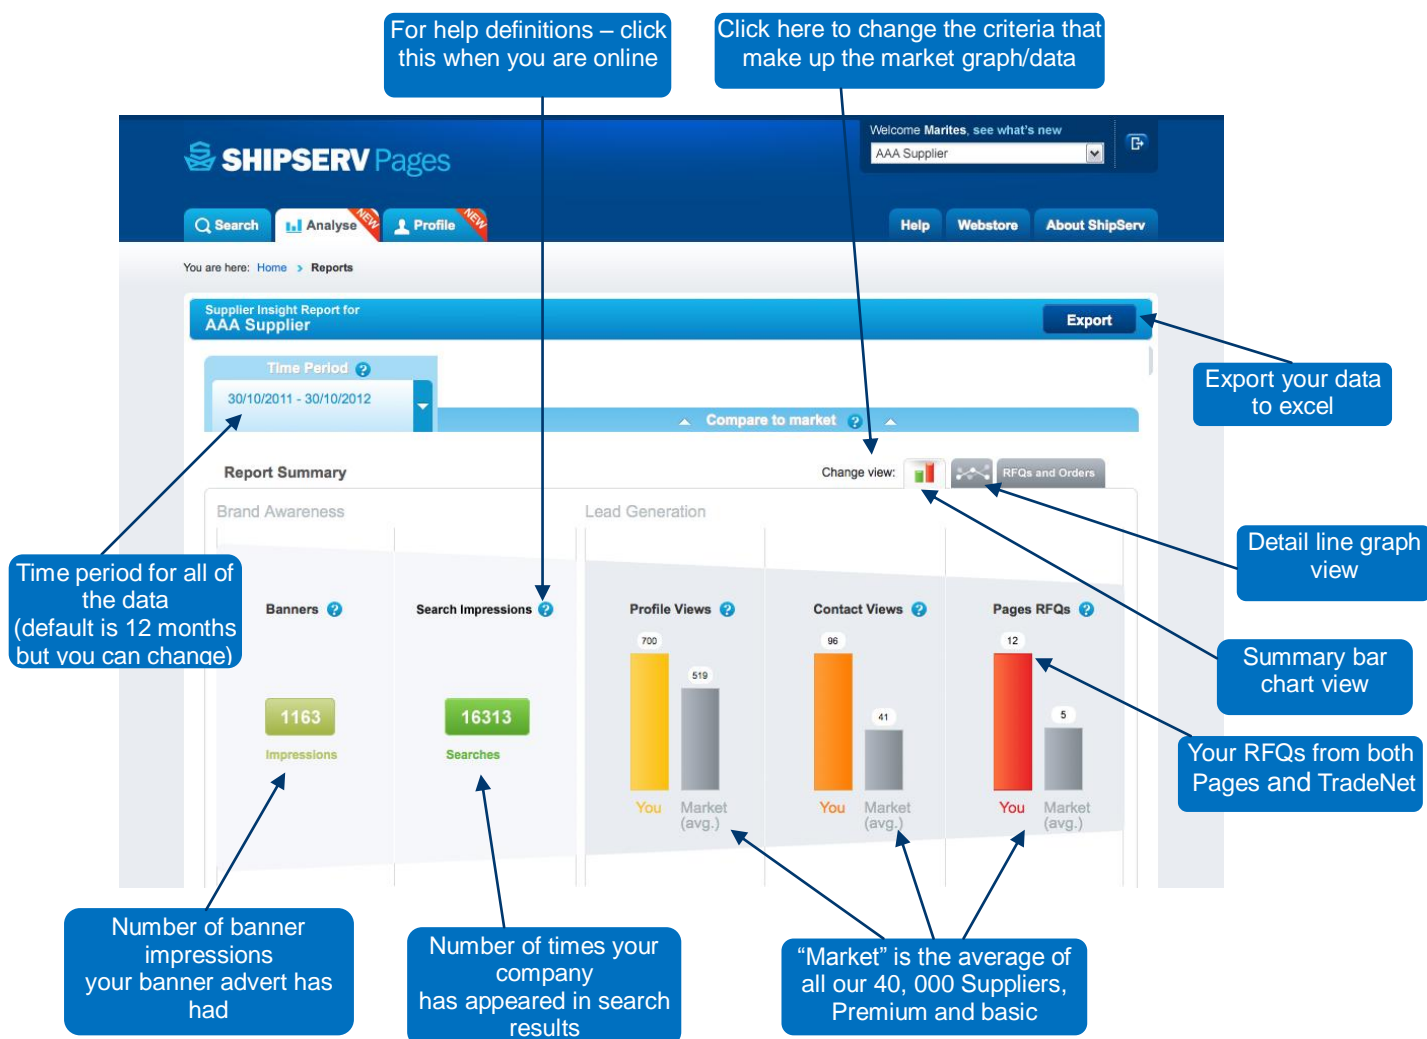 For help definitions – click
this when you are online
Click here to change the criteria that
make up the market graph/data
SHIPSERV Pages
Welcome Marites, see what's new
AAA Supplier
Search
Analyse
NEW
Profile
NEW
Help
Webstore
About ShipServ
You are here: Home > Reports
Supplier Insight Report for
AAA Supplier
Export
Time Period ?
30/10/2011 - 30/10/2012
Compare to market ?
Export your data
to excel
Report Summary
Change view:
RFQs and Orders
Brand Awareness
Lead Generation
Detail line graph
view
Time period for all of
the data
(default is 12 months
but you can change)
Banners ?
Search Impressions ?
Profile Views ?
Contact Views ?
Pages RFQs ?
700
519
96
41
12
5
Summary bar
chart view
1163
Impressions
16313
Searches
Your RFQs from both
Pages and TradeNet
You
Market
(avg.)
You
Market
(avg.)
You
Market
(avg.)
Number of banner
impressions
your banner advert has
had
Number of times your
company
has appeared in search
results
“Market” is the average of
all our 40, 000 Suppliers,
Premium and basic